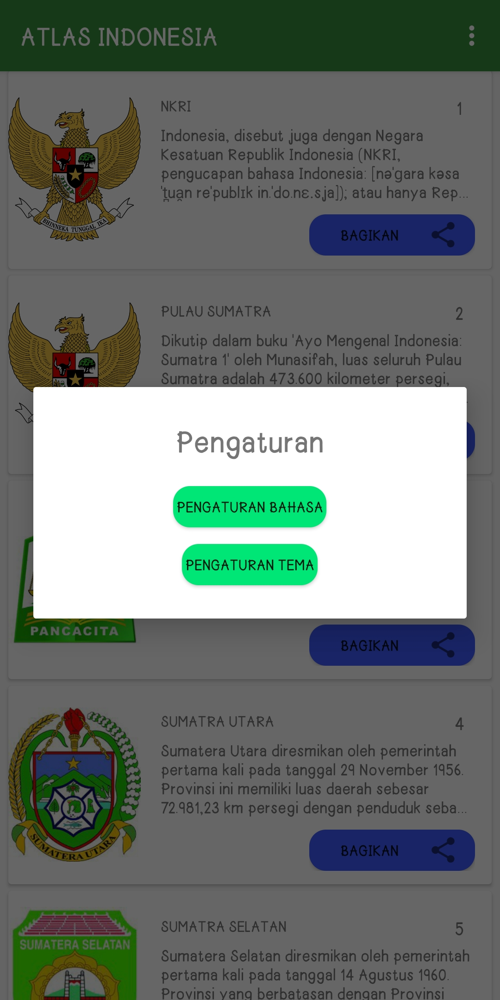 ATLAS INDONESIA
NKRI
1
Indonesia, disebut juga dengan Negara
Kesatuan Republik Indonesia (NKRI,
pengucapan bahasa Indonesia: [nəˈgara kəsa
ˈt̪u̯an reˈpublɪk in.ˈdo.nɛ.sja]); atau hanya Rep...
BHINNEKA TUNGGAL IKA
BAGIKAN
PULAU SUMATRA
2
Dikutip dalam buku 'Ayo Mengenal Indonesia:
Sumatra 1' oleh Munasifah, luas seluruh Pulau
Sumatra adalah 473.600 kilometer persegi,
Pengaturan
PENGATURAN BAHASA
PENGATURAN TEMA
PANCACITA
BAGIKAN
SUMATRA UTARA
4
Sumatera Utara diresmikan oleh pemerintah
pertama kali pada tanggal 29 November 1956.
Provinsi ini memiliki luas daerah sebesar
72.981,23 km persegi dengan penduduk seba...
SUMATERA UTARA
BAGIKAN
SUMATRA SELATAN
5
SUMATERA SELATAN
Sumatera Selatan diresmikan oleh pemerintah
pertama kali pada tanggal 14 Agustus 1960.
Provinsi yang berbatasan dengan Provinsi